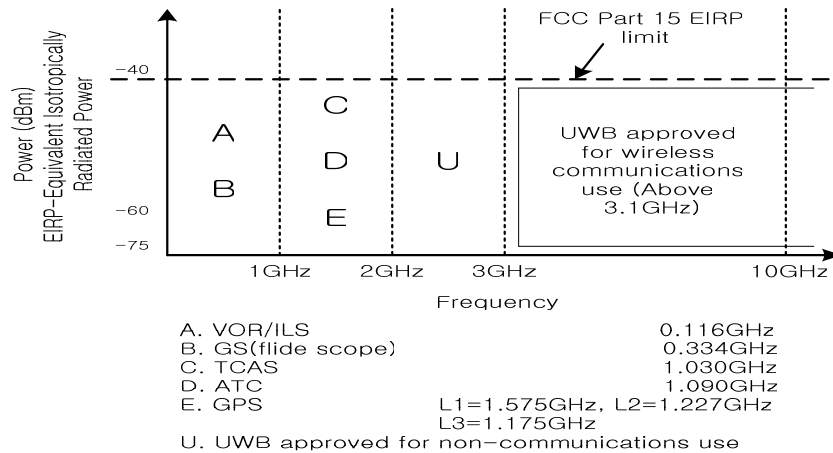 FCC Part 15 EIRP
limit
Power (dBm)
EIRP-Equivalent Isotropically
Radiated Power
-40
-60
-75
A
B
C
D
E
U
UWB approved
for wireless
communications
use (Above
3.1GHz)
1GHz 2GHz 3GHz 10GHz
Frequency
A. VOR/ILS 0.116GHz
B. GS(flide scope) 0.334GHz
C. TCAS 1.030GHz
D. ATC 1.090GHz
E. GPS L1=1.575GHz, L2=1.227GHz
L3=1.175GHz
U. UWB approved for non-communications use